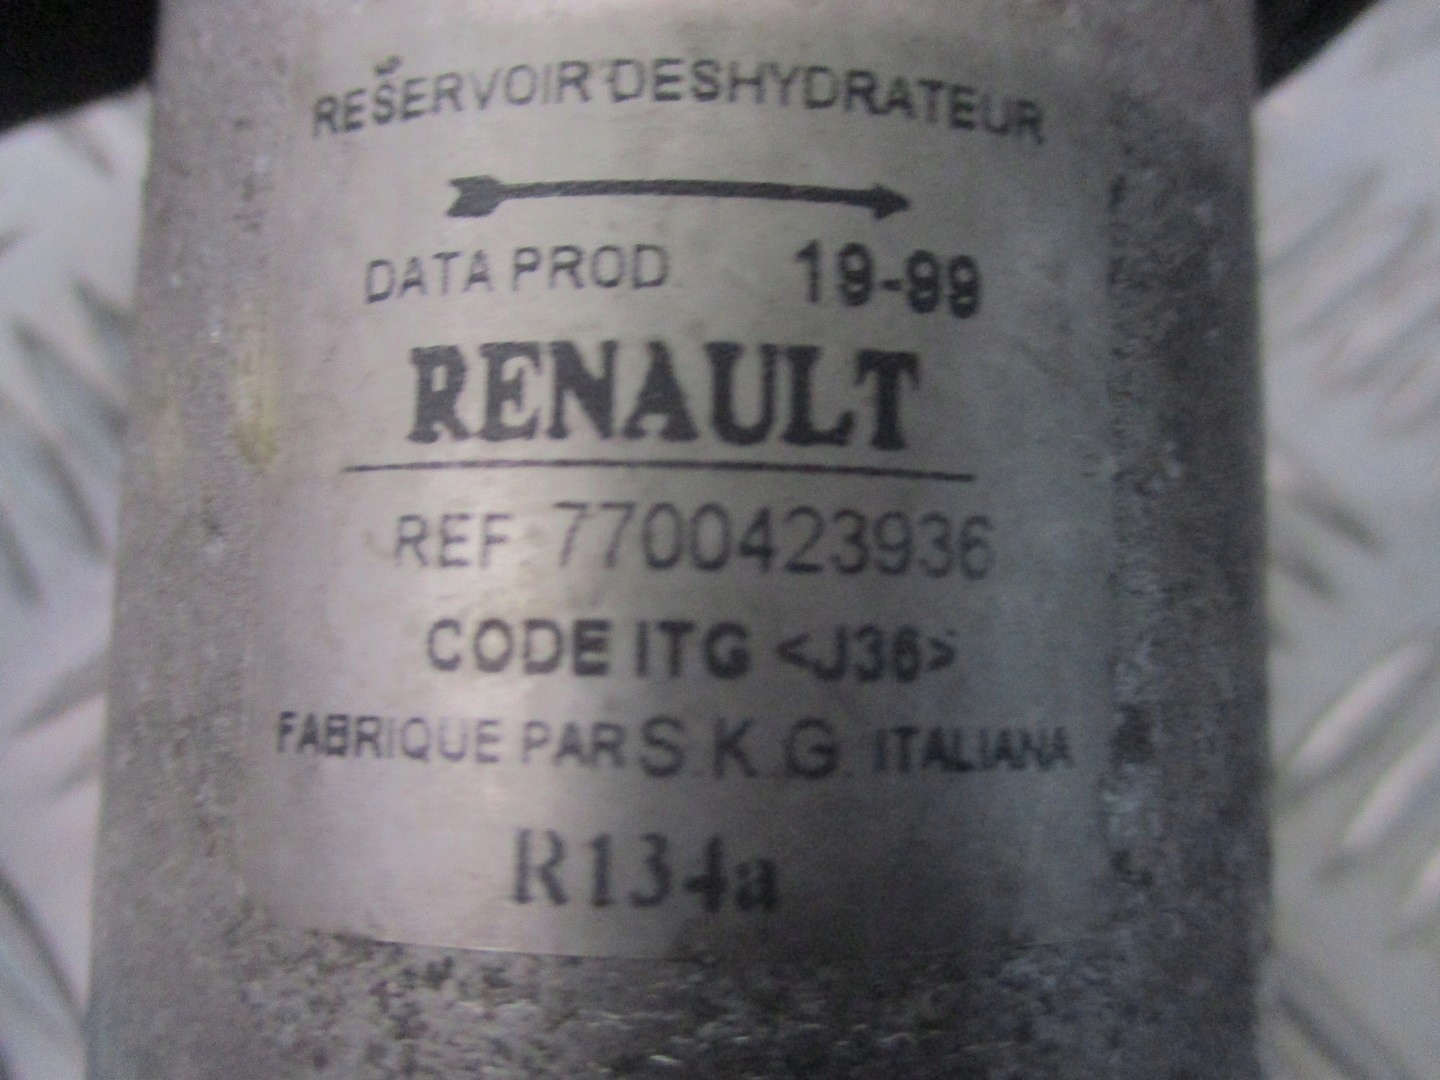 RESERVOIR DESHYDRATEUR
DATA PROD. 19-99
RENAULT
REF. 7700423936
CODE ITG <J36>
FABRIQUE PAR S.K.G. ITALIANA
R134a